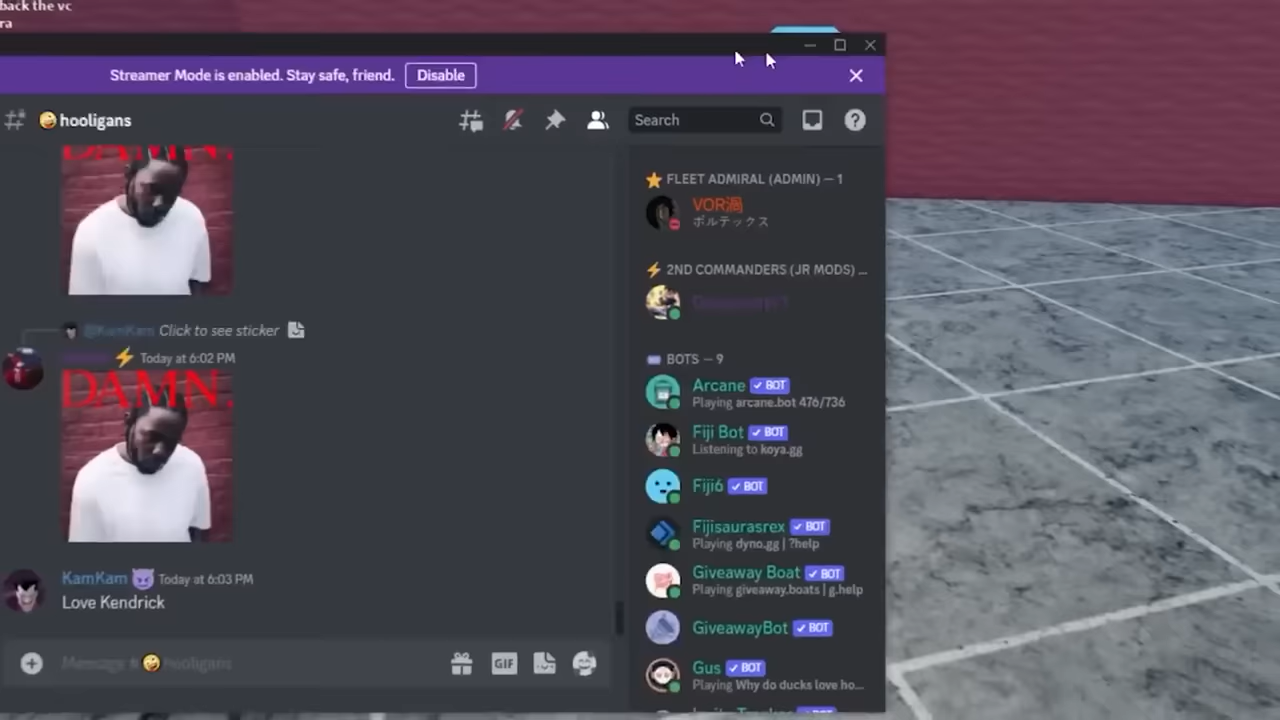 back the vc
ra
Streamer Mode is enabled. Stay safe, friend.
Disable
hooligans
Search
DAMN.
@KamKam Click to see sticker
Today at 6:02 PM
DAMN.
KamKam Today at 6:03 PM
Love Kendrick
Message # hooligans
GIF
FLEET ADMIRAL (ADMIN) — 1
VOR渦
ボルテックス
2ND COMMANDERS (JR MODS) ...
BOTS — 9
Arcane ✓ BOT
Playing arcane.bot 476/736
Fiji Bot ✓ BOT
Listening to koya.gg
Fiji6 ✓ BOT
Fijisaurasrex ✓ BOT
Playing dyno.gg | ?help
Giveaway Boat ✓ BOT
Playing giveaway.boats | g.help
GiveawayBot ✓ BOT
Gus ✓ BOT
Playing Why do ducks love ho...
BOT